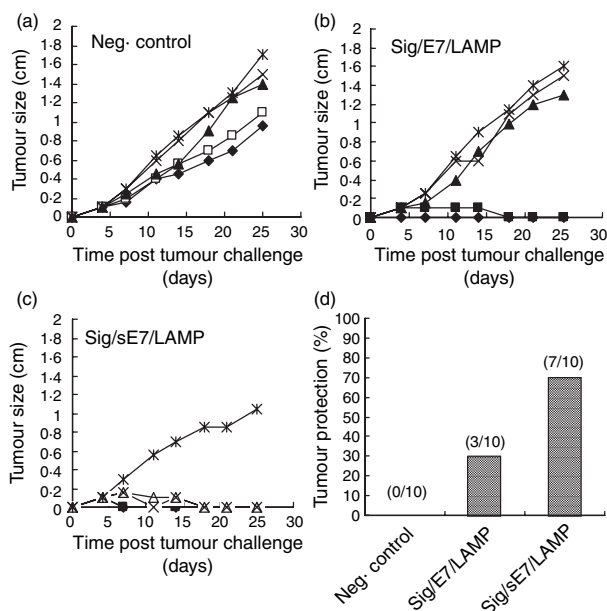 (a)
Neg· control
Tumour size (cm)
2
1·8
1·6
1·4
1·2
1
0·8
0·6
0·4
0·2
0
0 5 10 15 20 25 30
Time post tumour challenge
(days)
(b)
Sig/E7/LAMP
Tumour size (cm)
2
1·8
1·6
1·4
1·2
1
0·8
0·6
0·4
0·2
0
0 5 10 15 20 25 30
Time post tumour challenge
(days)
(c)
Sig/sE7/LAMP
Tumour size (cm)
2
1·8
1·6
1·4
1·2
1
0·8
0·6
0·4
0·2
0
0 5 10 15 20 25 30
Time post tumour challenge
(days)
(d)
Tumour protection (%)
100
90
80
70
60
50
40
30
20
10
0
(0/10)
(3/10)
(7/10)
Neg· control
Sig/E7/LAMP
Sig/sE7/LAMP